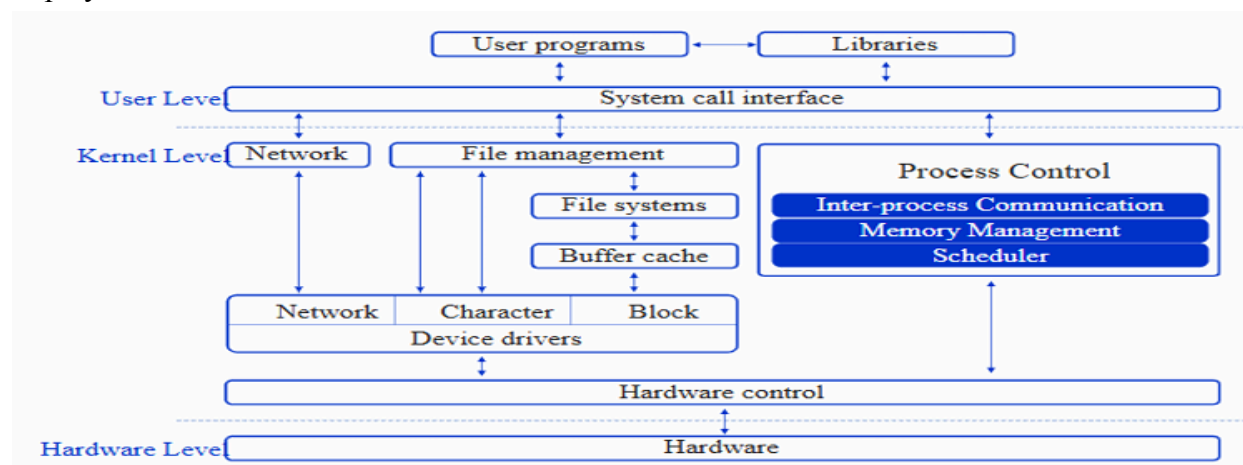 User programs
Libraries
User Level
System call interface
Kernel Level
Network
File management
Process Control
File systems
Inter-process Communication
Memory Management
Buffer cache
Scheduler
Network
Character
Block
Device drivers
Hardware control
Hardware Level
Hardware